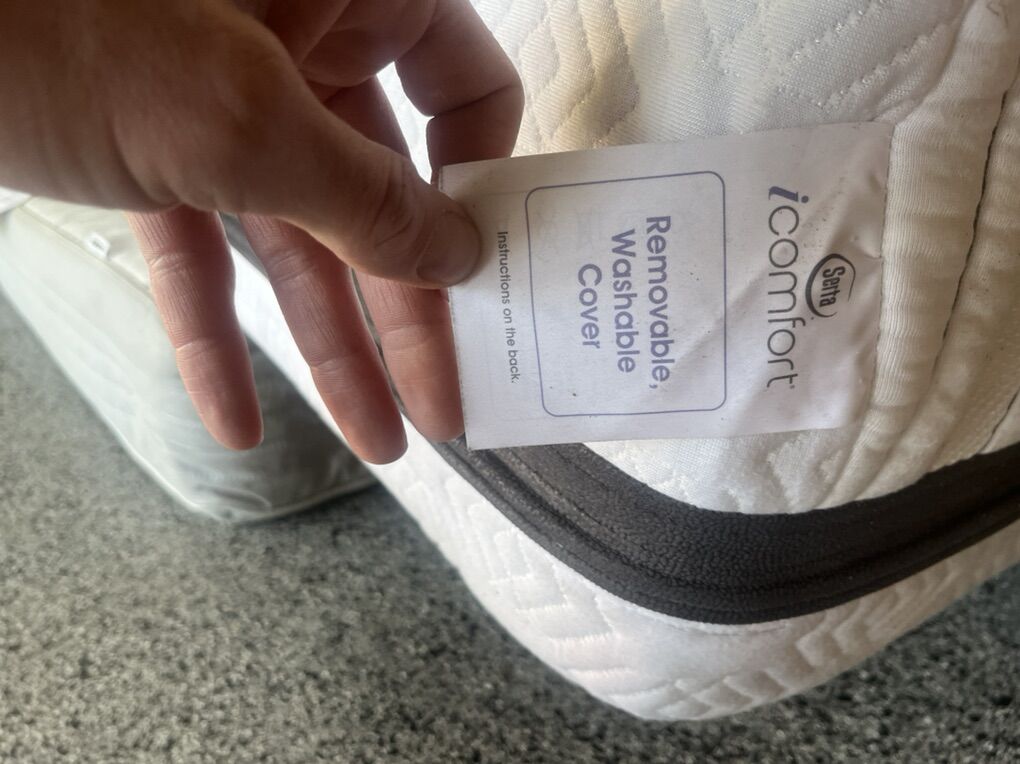 Serta
icomfort®
Removable,
Washable
Cover
Instructions on the back.